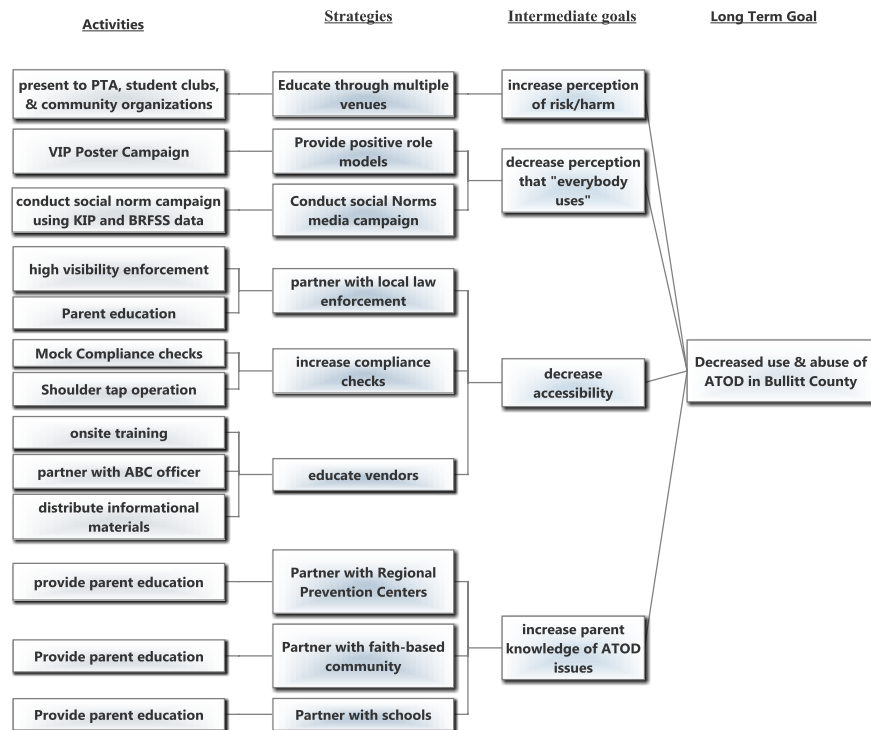 Activities
Strategies
Intermediate goals
Long Term Goal
present to PTA, student clubs,
& community organizations
Educate through multiple
venues
increase perception
of risk/harm
VIP Poster Campaign
Provide positive role
models
decrease perception
that "everybody
uses"
conduct social norm campaign
using KIP and BRFSS data
Conduct social Norms
media campaign
high visibility enforcement
Parent education
partner with local law
enforcement
Mock Compliance checks
Shoulder tap operation
increase compliance
checks
decrease
accessibility
Decreased use & abuse of
ATOD in Bullitt County
onsite training
partner with ABC officer
distribute informational
materials
educate vendors
provide parent education
Partner with Regional
Prevention Centers
Provide parent education
Partner with faith-based
community
increase parent
knowledge of ATOD
issues
Provide parent education
Partner with schools